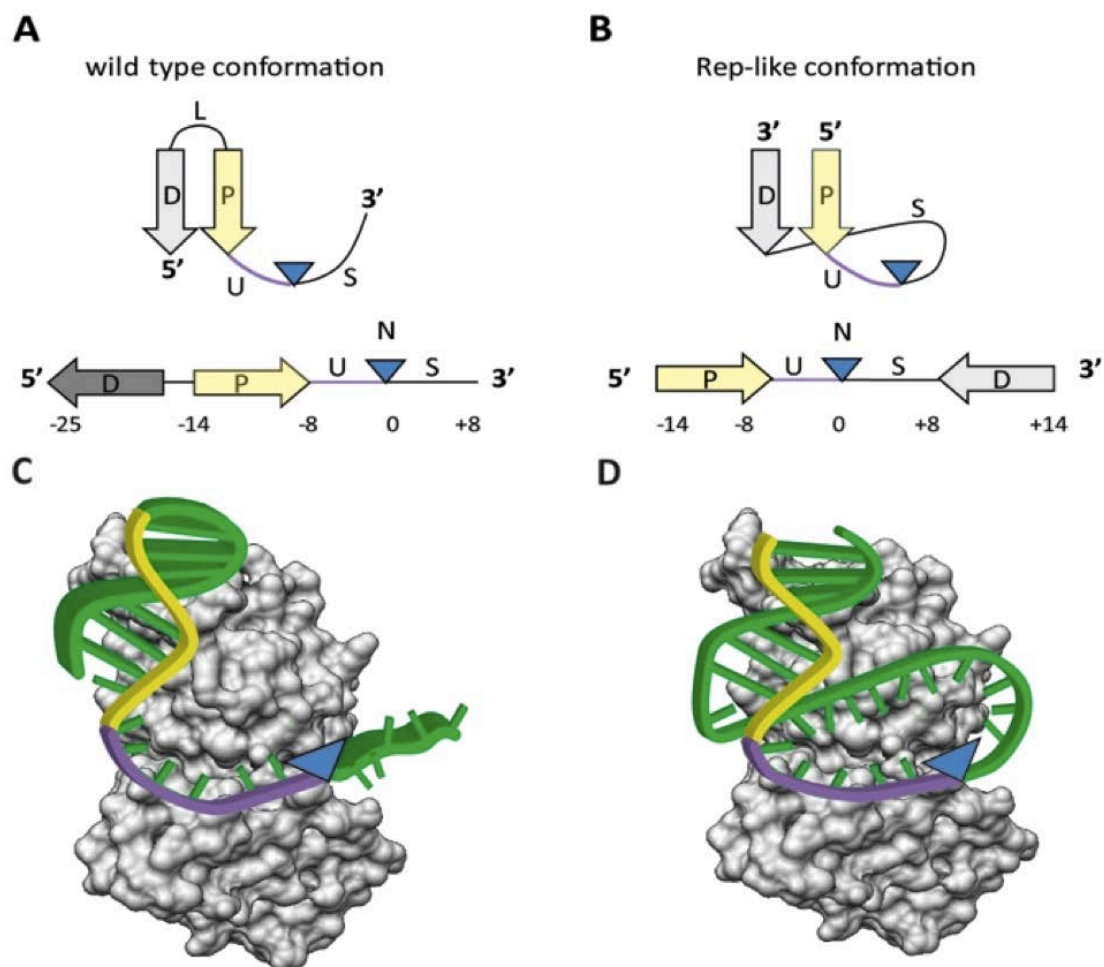 A
wild type conformation
L
D
P
3’
5’
U
S
N
5’
D
P
U
S
3’
-25
-14
-8
0
+8
B
Rep-like conformation
3’
5’
D
P
S
U
N
5’
P
U
S
D
3’
-14
-8
0
+8
+14
C
D